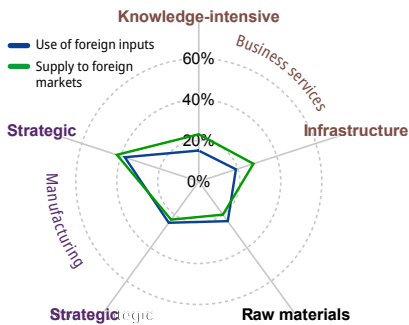 Knowledge-intensive
Use of foreign inputs
Supply to foreign
markets
Business services
60%
40%
20%
0%
Strategic
Infrastructure
Manufacturing
Strategic
Raw materials